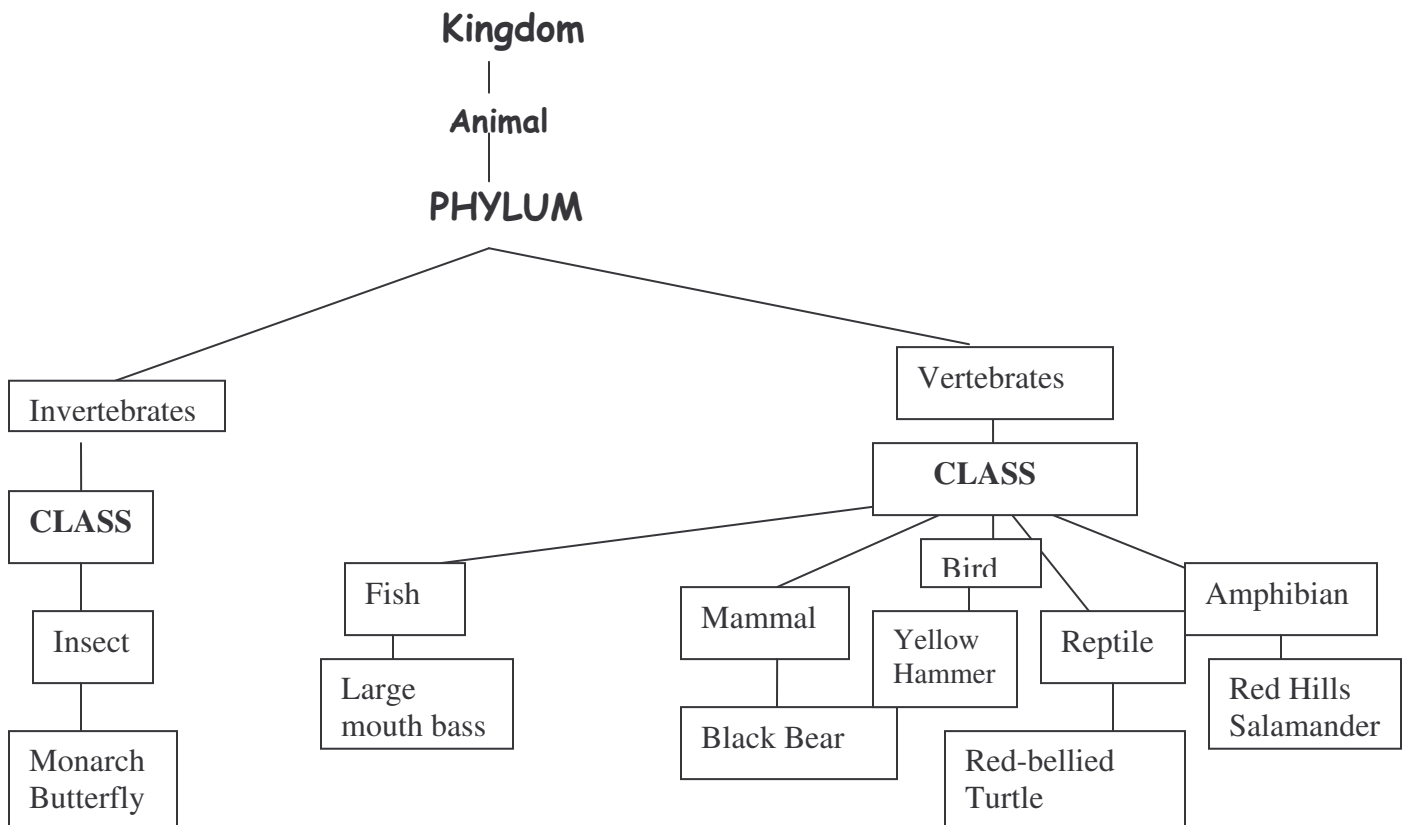 Kingdom
Animal
PHYLUM
Invertebrates
Vertebrates
CLASS
CLASS
Insect
Monarch
Butterfly
Fish
Large
mouth bass
Mammal
Black Bear
Bird
Yellow
Hammer
Reptile
Red-bellied
Turtle
Amphibian
Red Hills
Salamander